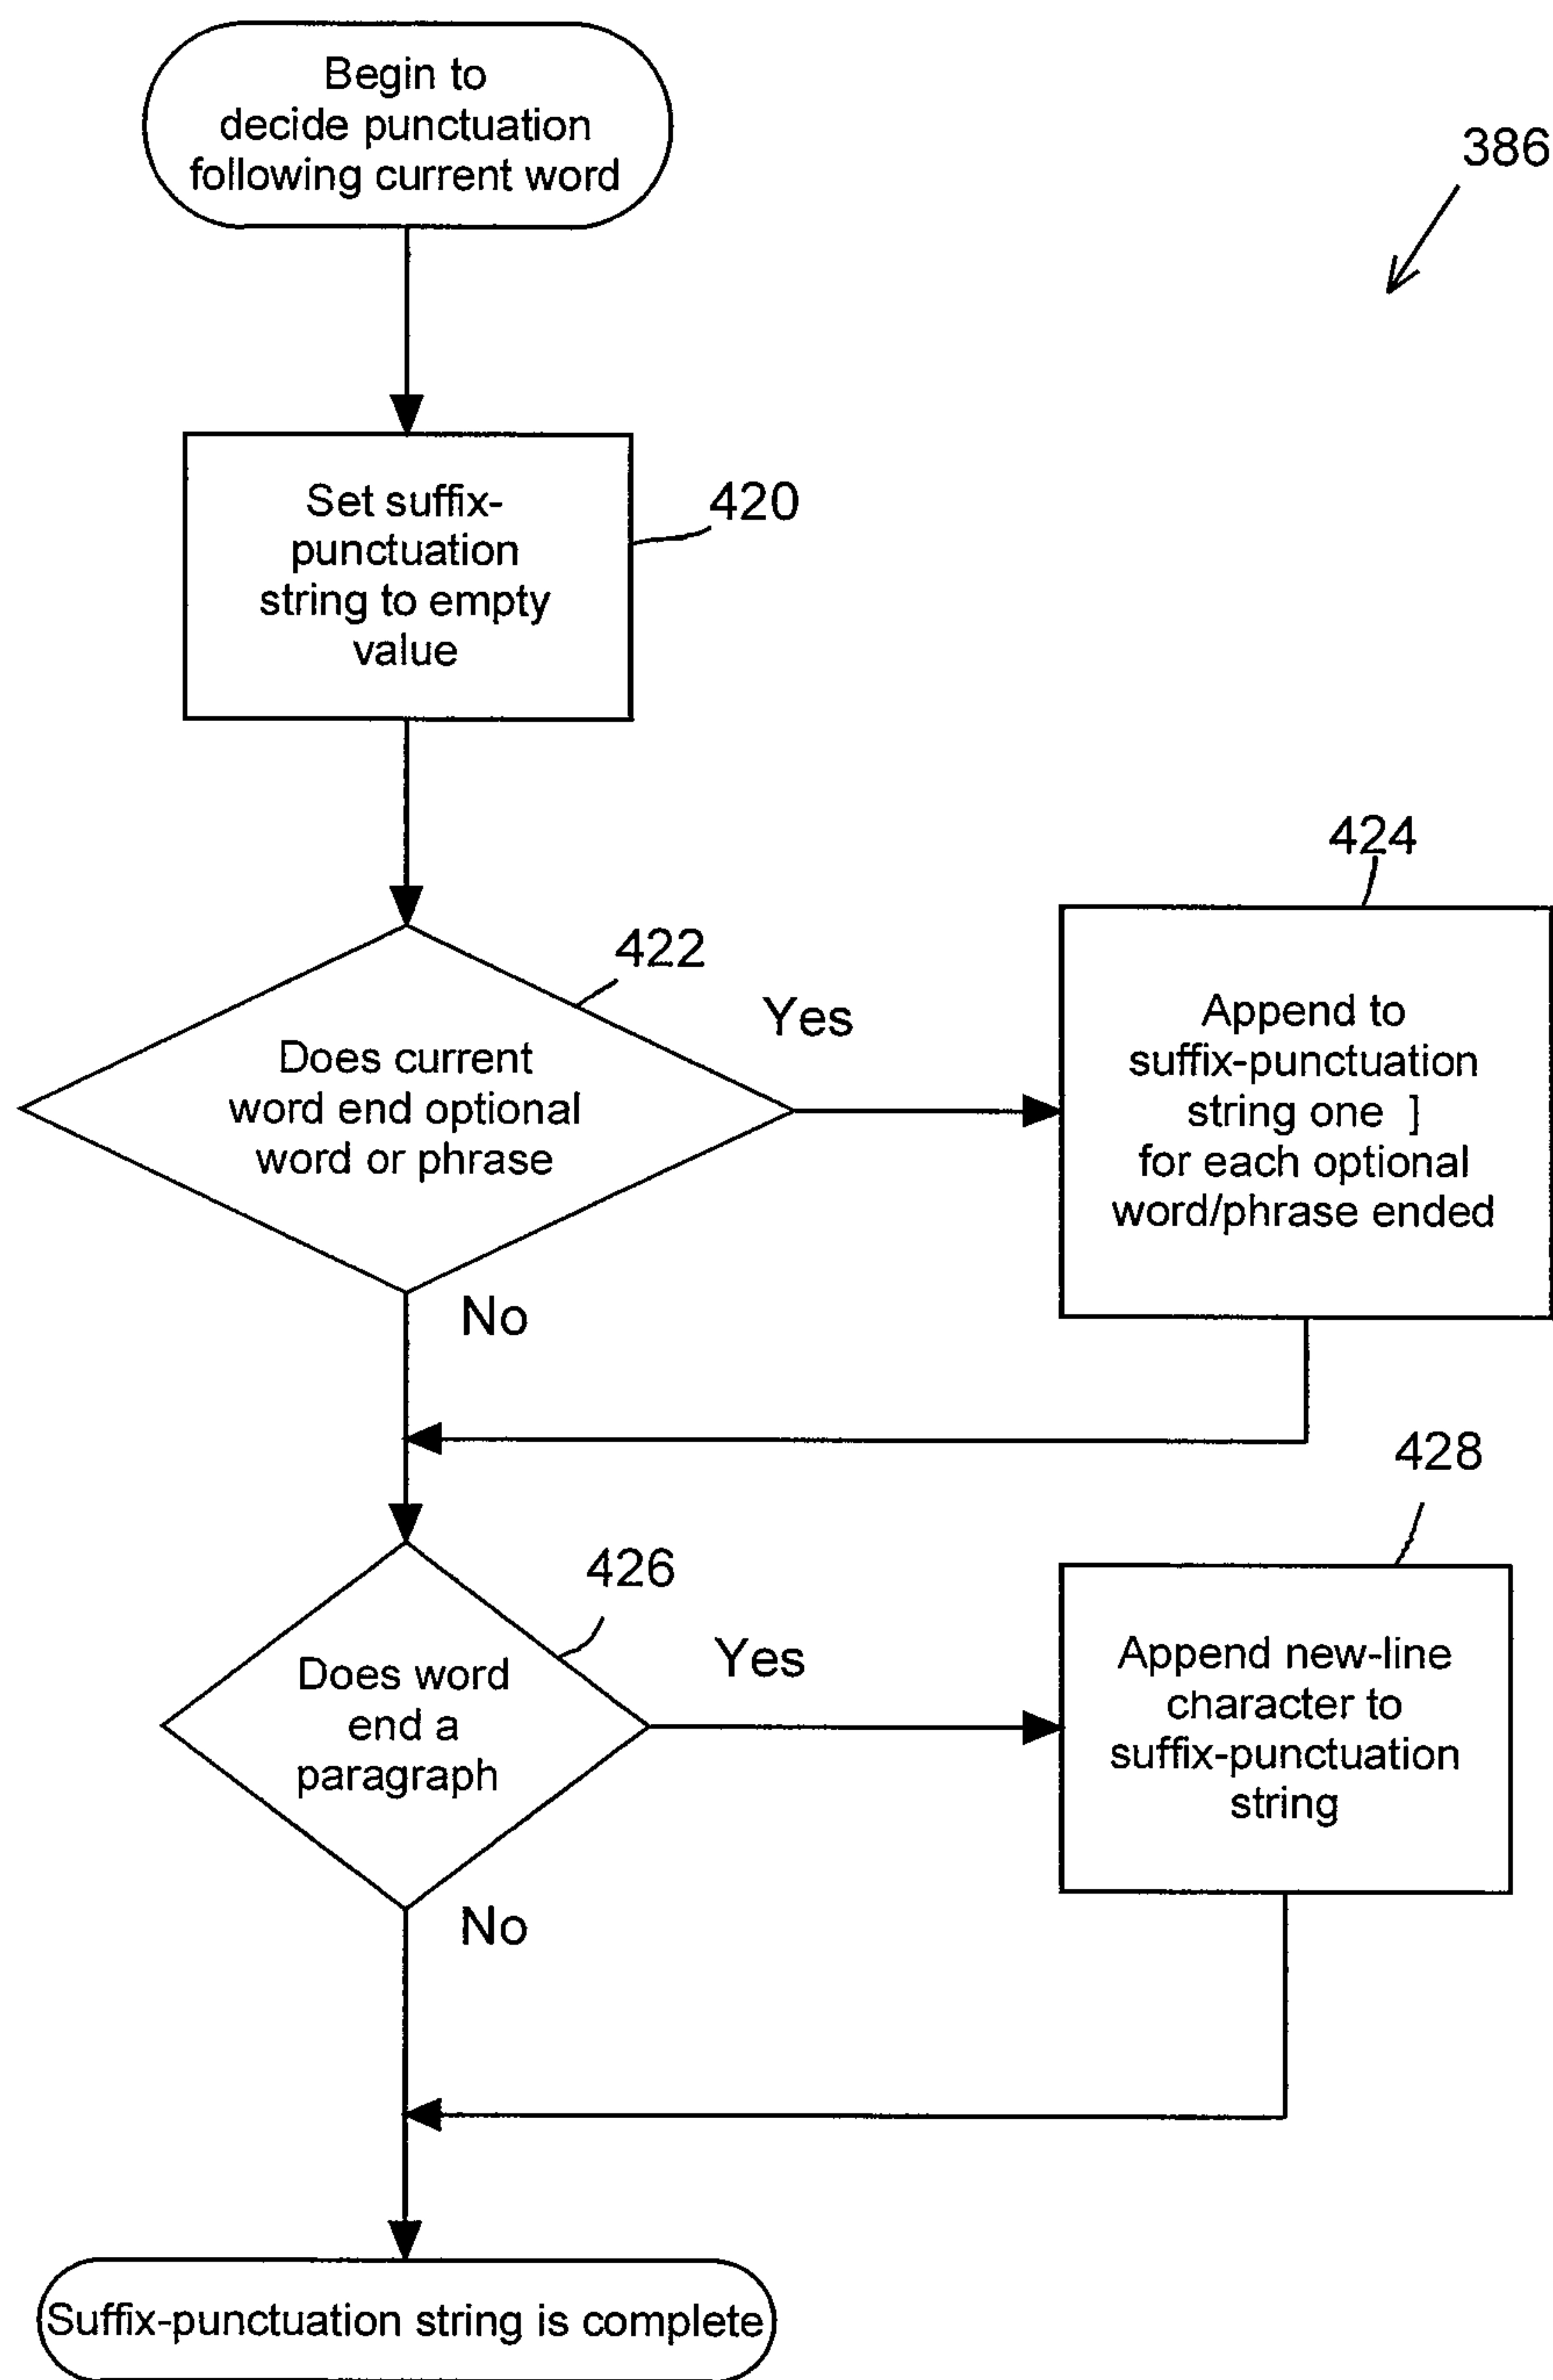 Begin to
decide punctuation
following current word
386
Set suffix-
punctuation
string to empty
value
420
422
Does current
word end optional
word or phrase
Yes
No
424
Append to
suffix-punctuation
string one ]
for each optional
word/phrase ended
426
Does word
end a
paragraph
Yes
No
428
Append new-line
character to
suffix-punctuation
string
Suffix-punctuation string is complete